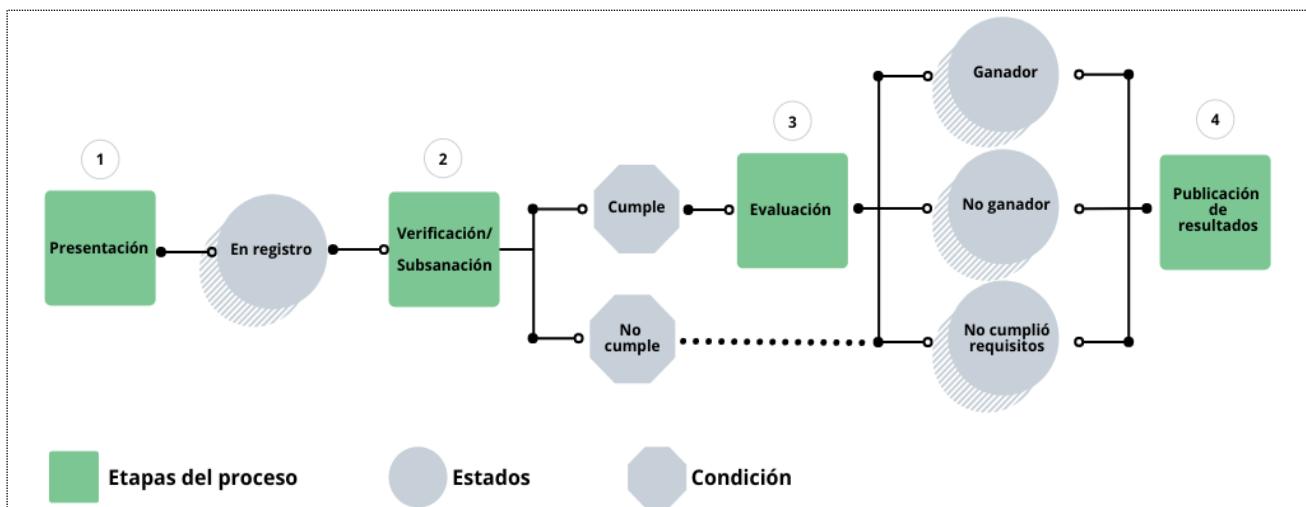 1
Presentación
En registro
2
Verificación/
Subsanación
Cumple
No
cumple
3
Evaluación
Ganador
No ganador
No cumplió
requisitos
4
Publicación
de
resultados
Etapas del proceso
Estados
Condición